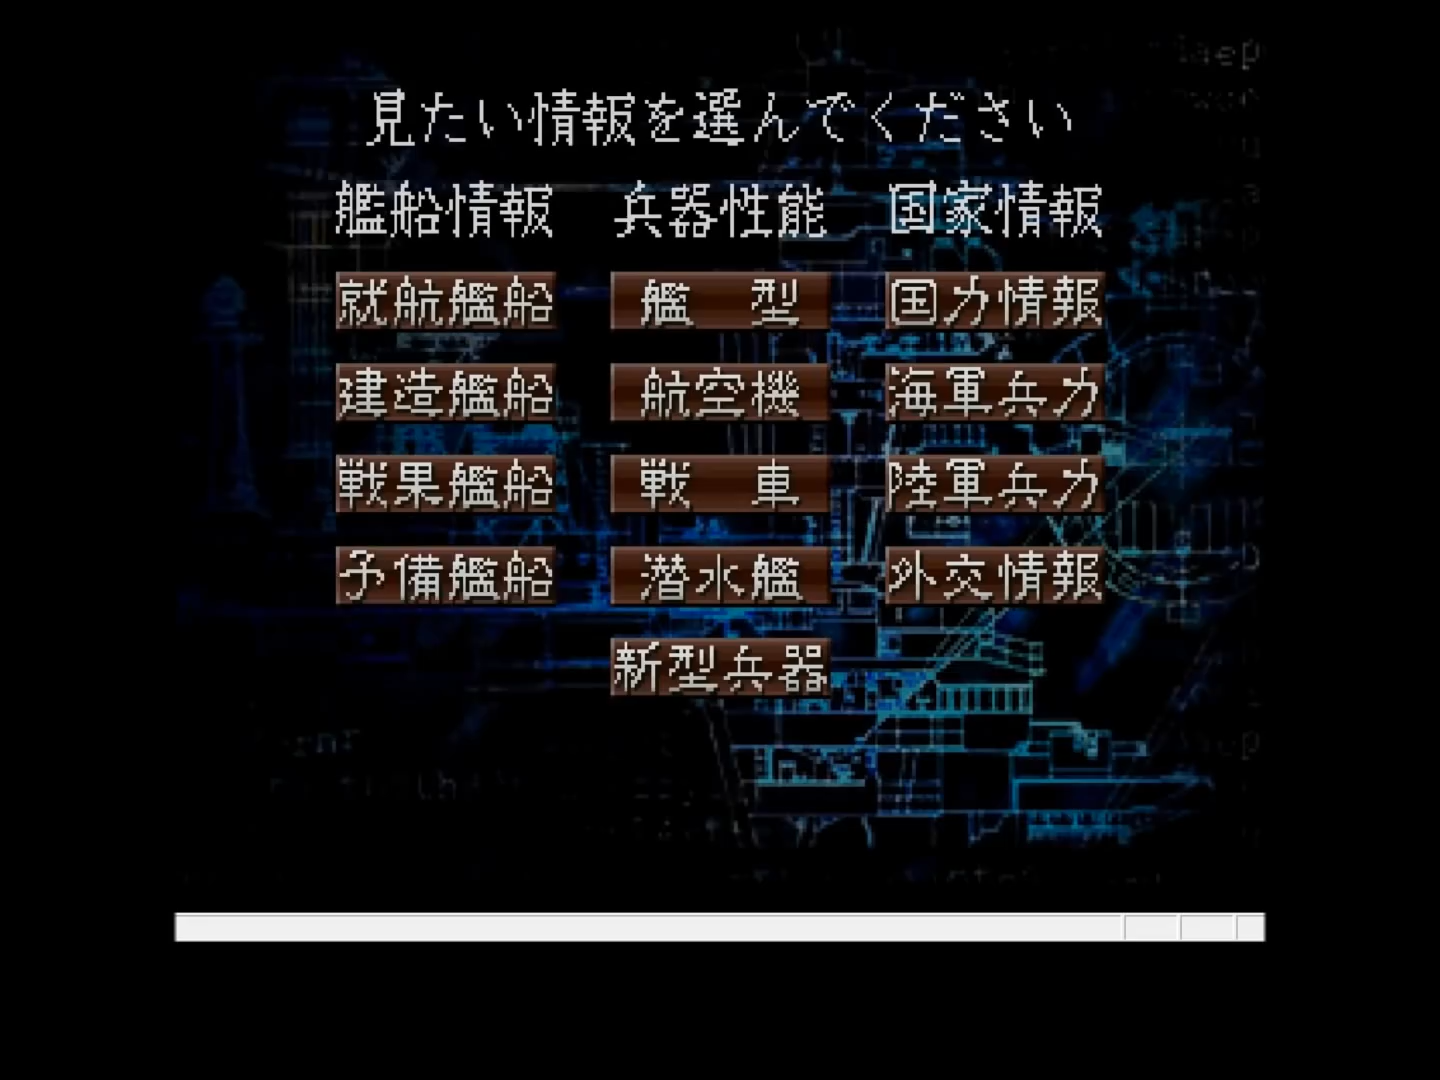 見たい情報を選んでください
艦船情報 兵器性能 国家情報
就航艦船 艦　型 国力情報
建造艦船 航空機 海軍兵力
戦果艦船 戦　車 陸軍兵力
予備艦船 潜水艦 外交情報
新型兵器